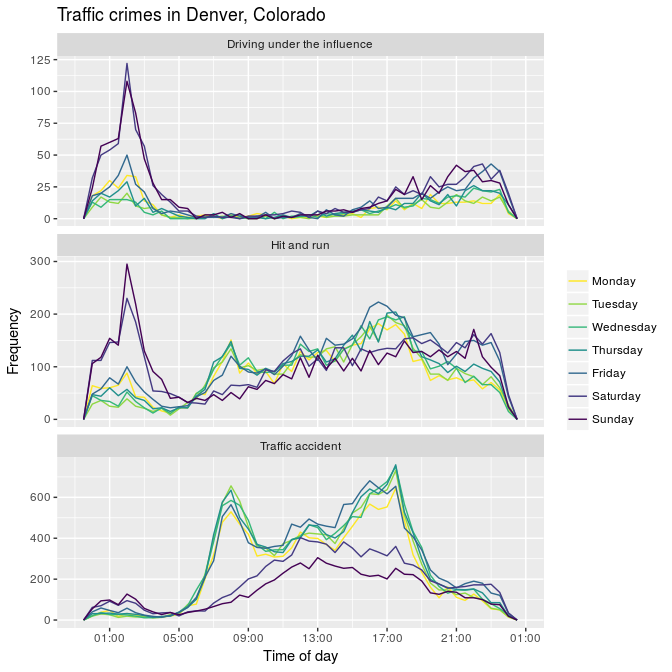 Traffic crimes in Denver, Colorado
Driving under the influence
125
100
75
50
25
0
Hit and run
300
200
100
0
Traffic accident
600
400
200
0
Frequency
01:00 05:00 09:00 13:00 17:00 21:00 01:00
Time of day
Monday
Tuesday
Wednesday
Thursday
Friday
Saturday
Sunday